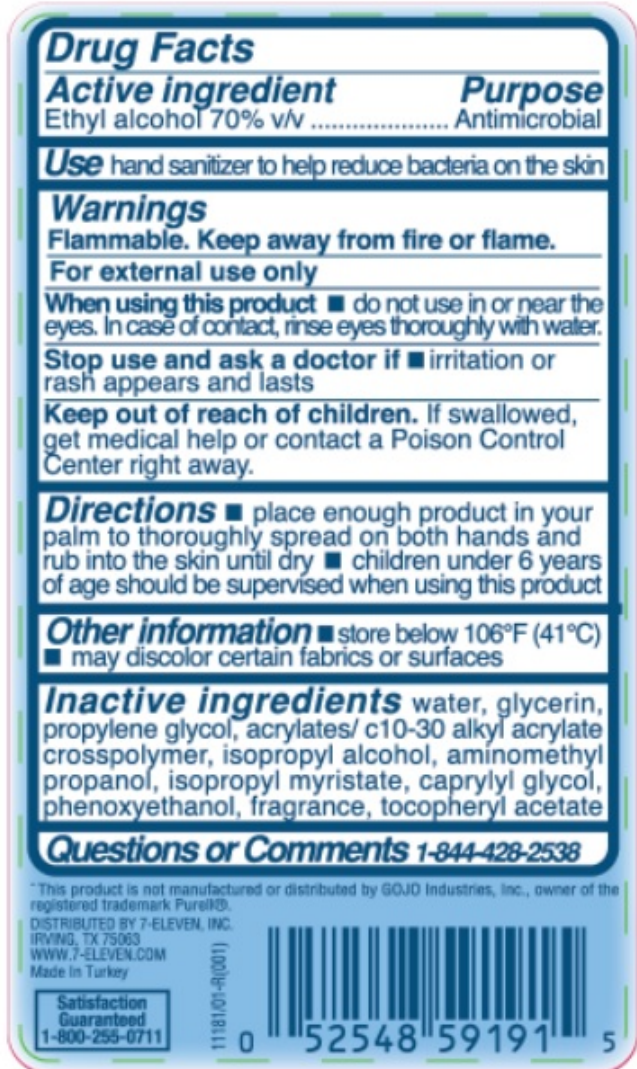 Drug Facts
Active ingredient Purpose
Ethyl alcohol 70% v/v .................... Antimicrobial
Use hand sanitizer to help reduce bacteria on the skin
Warnings
Flammable. Keep away from fire or flame.
For external use only
When using this product ■ do not use in or near the
eyes. In case of contact, rinse eyes thoroughly with water.
Stop use and ask a doctor if ■ irritation or
rash appears and lasts
Keep out of reach of children. If swallowed,
get medical help or contact a Poison Control
Center right away.
Directions ■ place enough product in your
palm to thoroughly spread on both hands and
rub into the skin until dry ■ children under 6 years
of age should be supervised when using this product
Other information ■ store below 106°F (41°C)
■ may discolor certain fabrics or surfaces
Inactive ingredients water, glycerin,
propylene glycol, acrylates/ c10-30 alkyl acrylate
crosspolymer, isopropyl alcohol, aminomethyl
propanol, isopropyl myristate, caprylyl glycol,
phenoxyethanol, fragrance, tocopheryl acetate
Questions or Comments 1-844-428-2538
*This product is not manufactured or distributed by GOJO Industries, Inc., owner of the
registered trademark Purell®.
DISTRIBUTED BY 7-ELEVEN, INC.
IRVING, TX 75063
WWW.7-ELEVEN.COM
Made In Turkey
Satisfaction
Guaranteed
1-800-255-0711
11181/01-R(001)
0 52548 59191 5